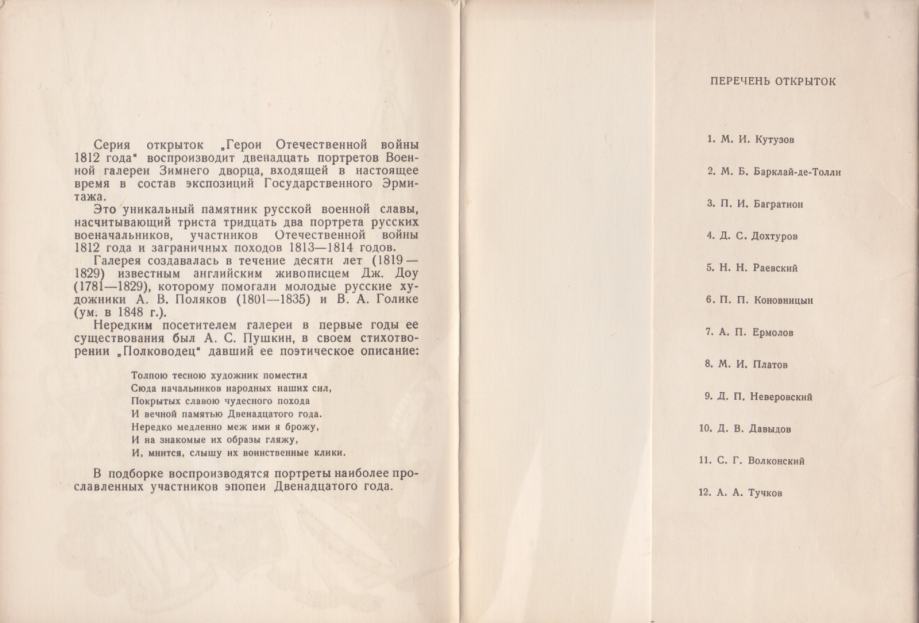 Серия открыток „Герои Отечественной войны
1812 года“ воспроизводит двенадцать портретов Воен-
ной галереи Зимнего дворца, входящей в настоящее
время в состав экспозиций Государственного Эрми-
тажа.
Это уникальный памятник русской военной славы,
насчитывающий триста тридцать два портрета русских
военачальников, участников Отечественной войны
1812 года и заграничных походов 1813—1814 годов.
Галерея создавалась в течение десяти лет (1819—
1829) известным английским живописцем Дж. Доу
(1781—1829), которому помогали молодые русские ху-
дожники А. В. Поляков (1801—1835) и В. А. Голике
(ум. в 1848 г.).
Нередким посетителем галереи в первые годы ее
существования был А. С. Пушкин, в своем стихотво-
рении „Полководец“ давший ее поэтическое описание:
Толпою тесною художник поместил
Сюда начальников народных наших сил,
Покрытых славою чудесного похода
И вечной памятью Двенадцатого года.
Нередко медленно меж ими я брожу,
И на знакомые их образы гляжу,
И, мнится, слышу их воинственные клики.
В подборке воспроизводятся портреты наиболее про-
славленных участников эпопеи Двенадцатого года.
ПЕРЕЧЕНЬ ОТКРЫТОК
1. М. И. Кутузов
2. М. Б. Барклай-де-Толли
3. П. И. Багратион
4. Д. С. Дохтуров
5. Н. Н. Раевский
6. П. П. Коновницын
7. А. П. Ермолов
8. М. И. Платов
9. Д. П. Неверовский
10. Д. В. Давыдов
11. С. Г. Волконский
12. А. А. Тучков